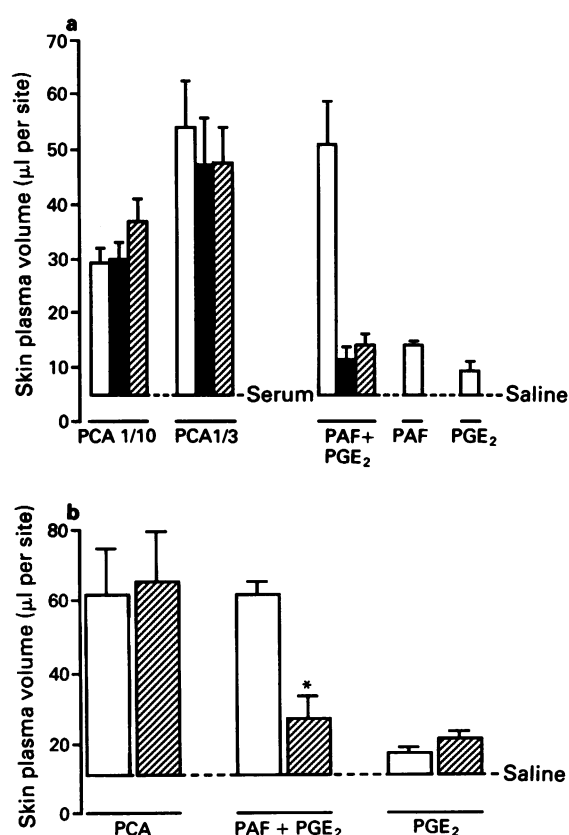 a
Skin plasma volume (μl per site)
70
60
50
40
30
20
10
0
Serum
Saline
PCA 1/10
PCA1/3
PAF+
PGE₂
PAF
PGE₂
b
Skin plasma volume (μl per site)
80
60
40
20
0
*
Saline
PCA
PAF + PGE₂
PGE₂